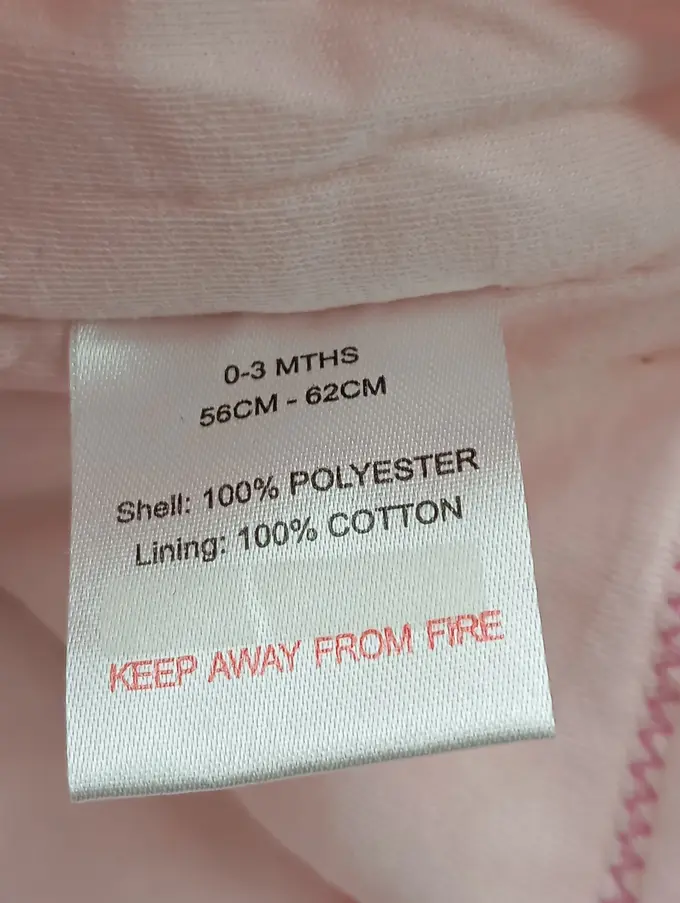 0-3 MTHS
56CM - 62CM
Shell: 100% POLYESTER
Lining: 100% COTTON
KEEP AWAY FROM FIRE